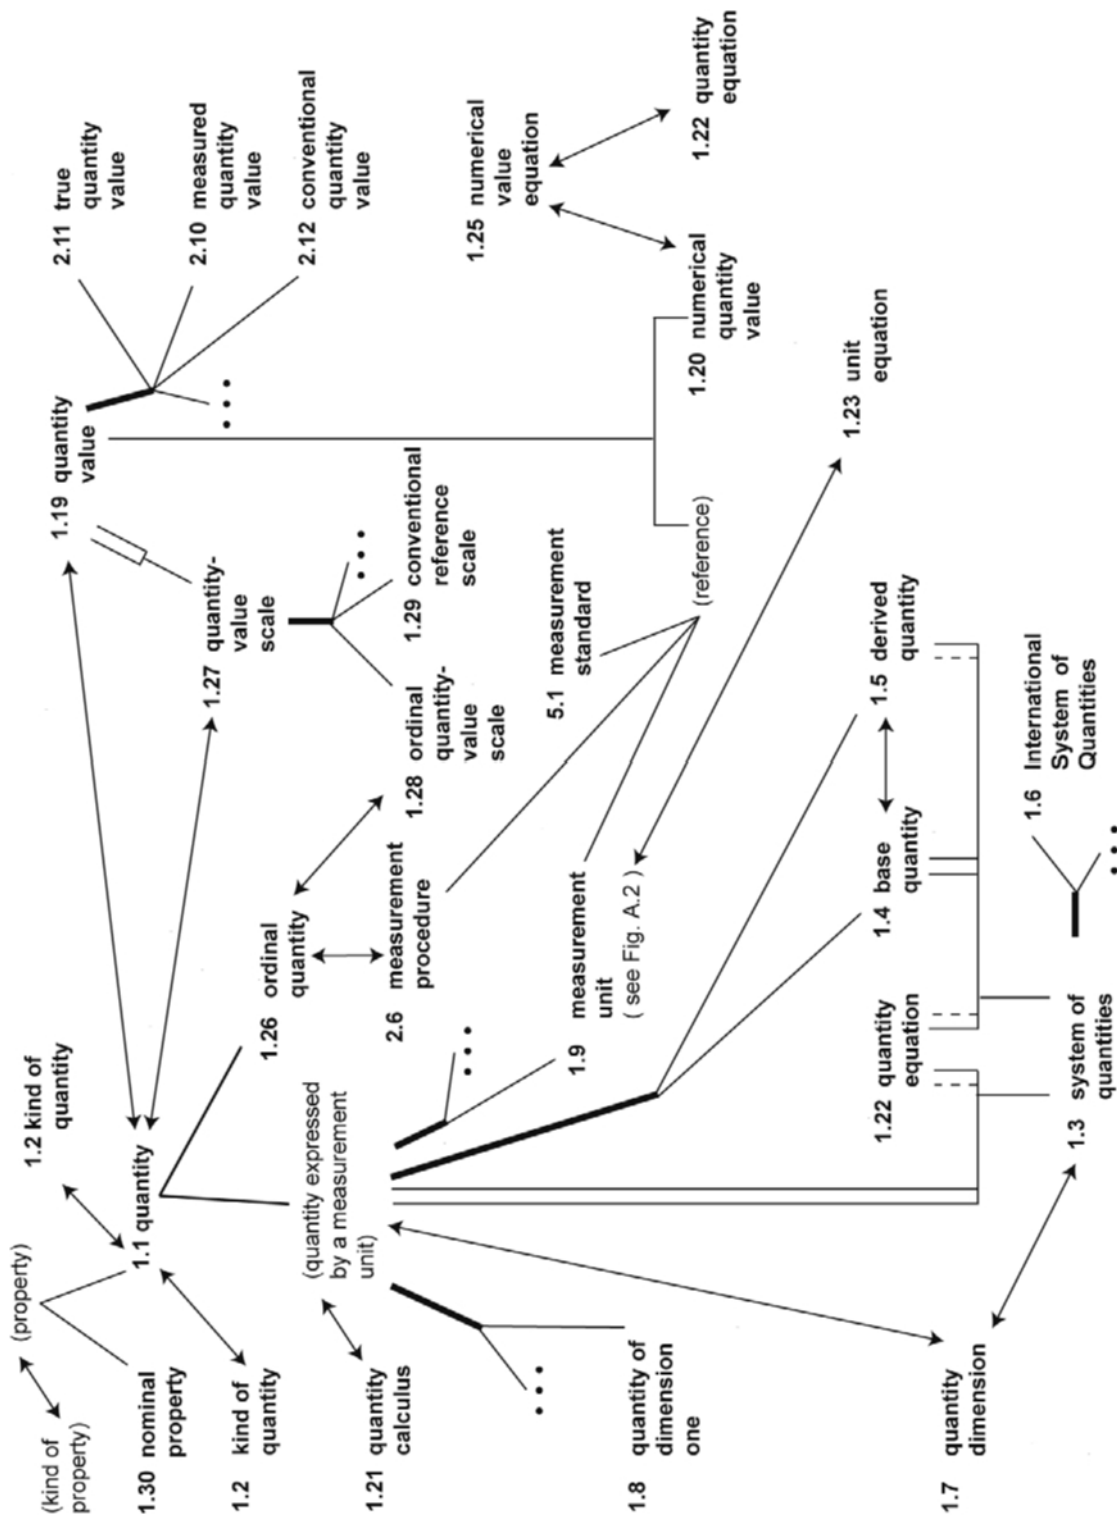 (kind of
property)
(property)
1.30 nominal
property
1.1 quantity
1.2 kind of
quantity
1.2 kind of
quantity
1.19 quantity
value
2.11 true
quantity
value
2.10 measured
quantity
value
2.12 conventional
quantity
value
• • •
1.27 quantity-
value
scale
• • •
1.26 ordinal
quantity
1.28 ordinal
quantity-
value
scale
1.29 conventional
reference
scale
(quantity expressed
by a measurement
unit)
1.21 quantity
calculus
2.6 measurement
procedure
• • •
5.1 measurement
standard
1.9 measurement
unit
( see Fig. A.2 )
(reference)
1.20 numerical
quantity
value
1.25 numerical
value
equation
1.22 quantity
equation
1.23 unit
equation
• • •
1.8 quantity of
dimension
one
1.22 quantity
equation
1.4 base
quantity
1.5 derived
quantity
1.7 quantity
dimension
1.3 system of
quantities
1.6 International
System of
Quantities
• • •